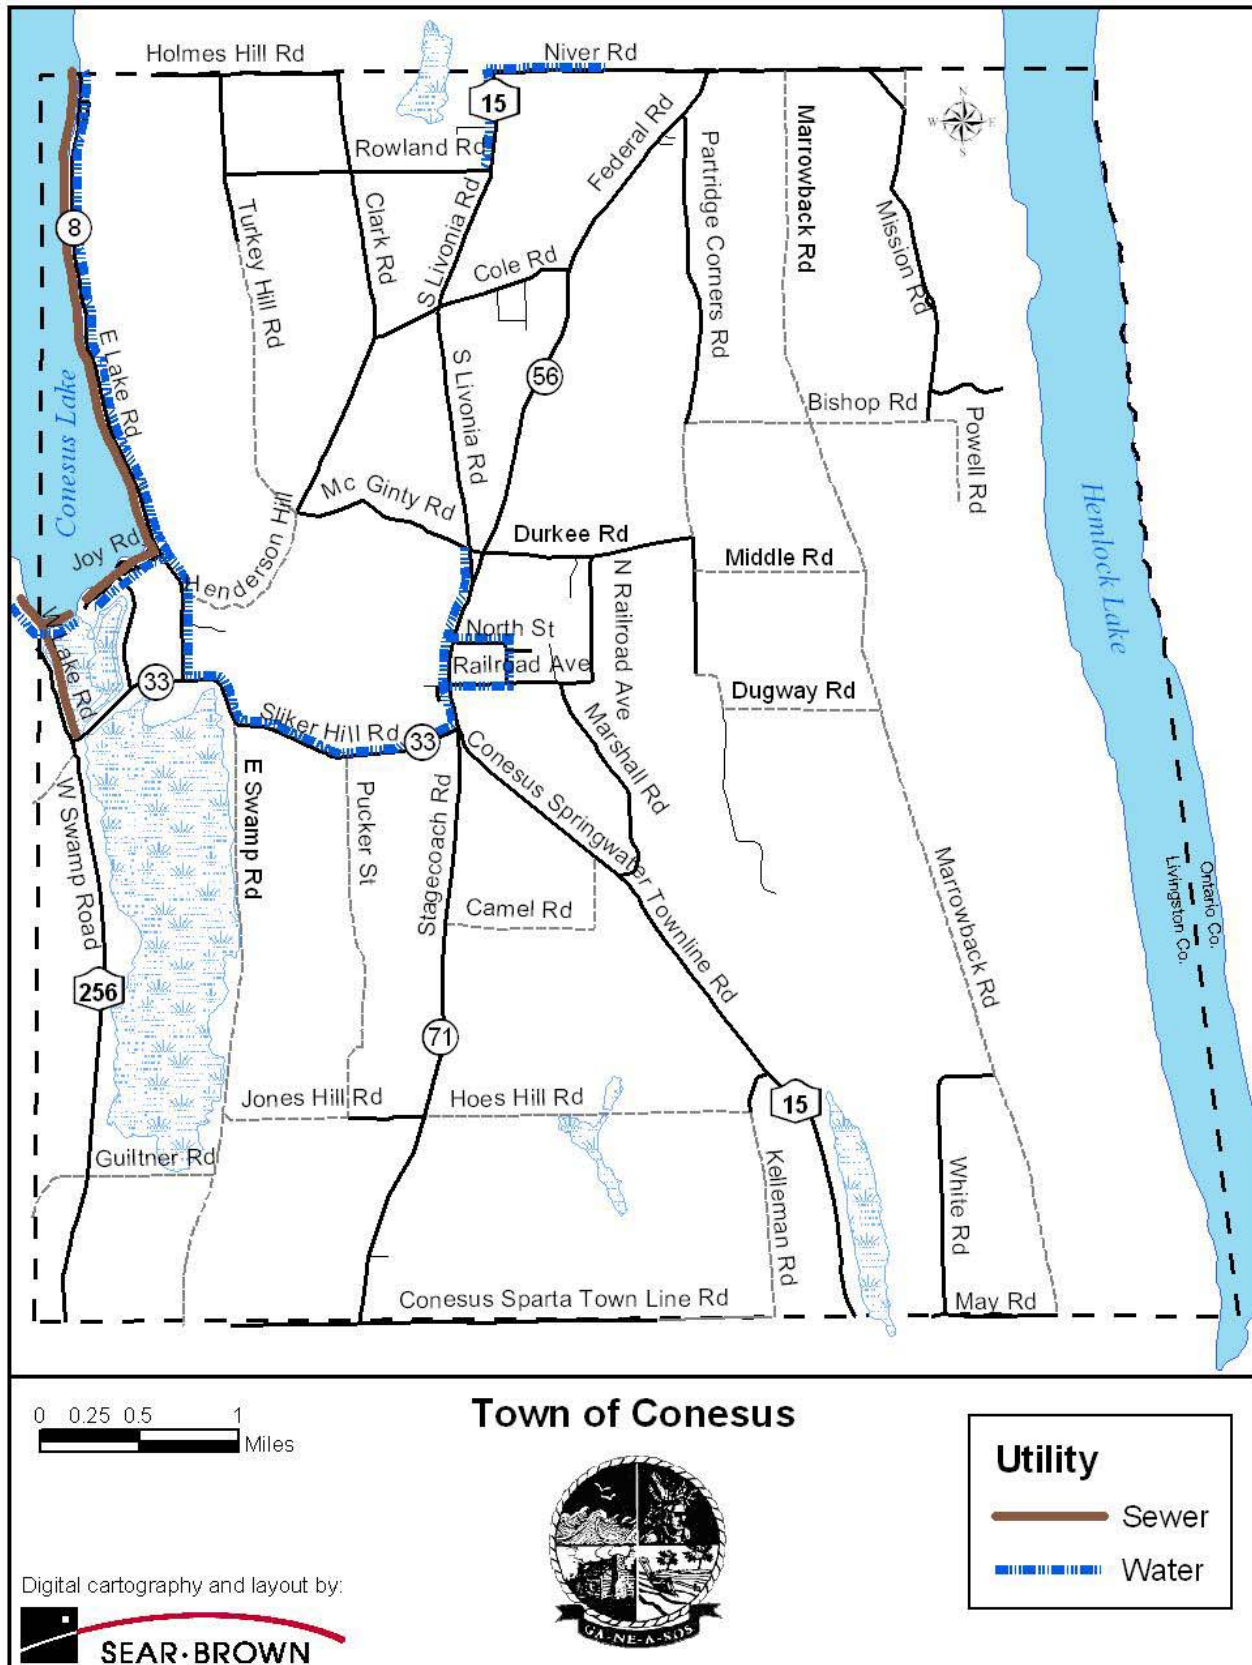 Holmes Hill Rd
Niver Rd
15
Rowland Rd
Federal Rd
N
W
E
S
8
Turkey Hill Rd
Clark Rd
S Livonia Rd
Cole Rd
Partridge Corners Rd
Marrowback Rd
Mission Rd
E Lake Rd
Conesus Lake
S Livonia Rd
56
Bishop Rd
Powell Rd
Mc Ginty Rd
Durkee Rd
Middle Rd
Hemlock Lake
Joy Rd
Henderson Hill
North St
N Railroad Ave
Railroad Ave
W Lake Rd
33
Dugway Rd
Sliker Hill Rd
33
Marshall Rd
W Swamp Road
E Swamp Rd
Pucker St
Stagecoach Rd
Conesus Springwater Townline Rd
Marrowback Rd
Ontario Co.
Livingston Co.
Camel Rd
256
71
Jones Hill Rd
Hoes Hill Rd
15
Guiltner Rd
Kelleman Rd
White Rd
Conesus Sparta Town Line Rd
May Rd
0 0.25 0.5 1
Miles
Town of Conesus
GA-NE-A-SOS
Utility
Sewer
Water
Digital cartography and layout by:
SEAR·BROWN